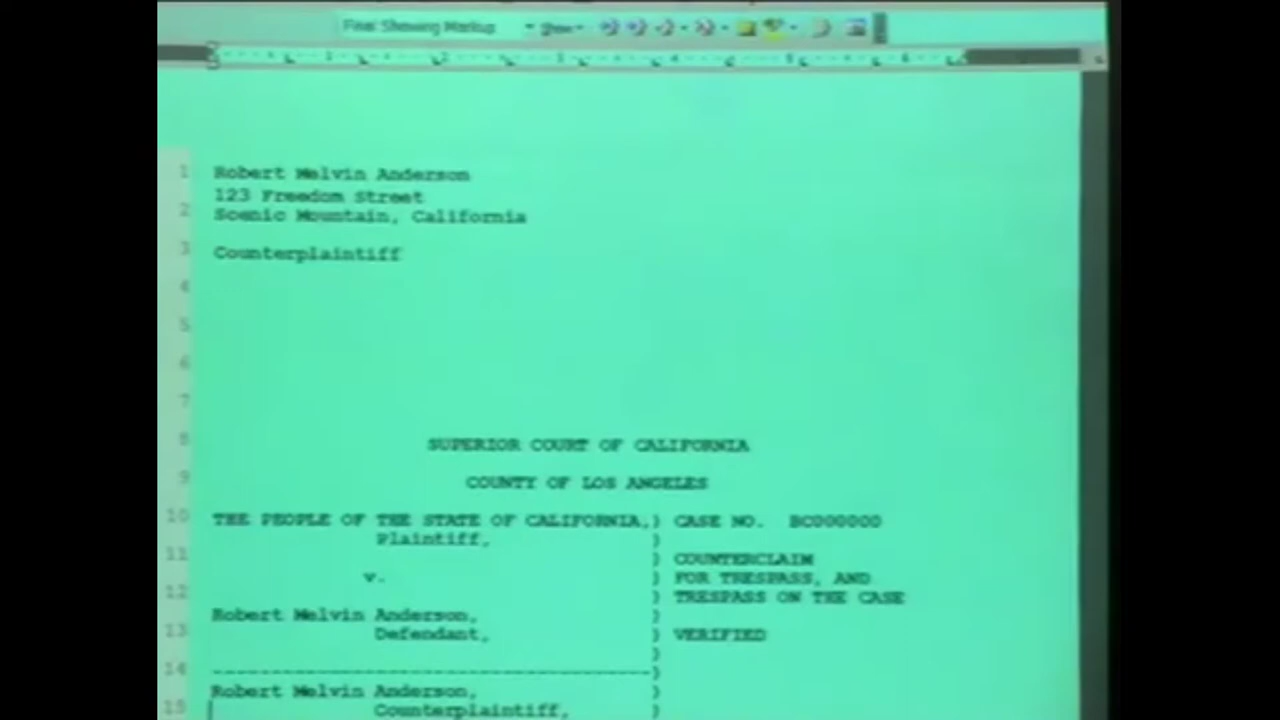 Final Showing Markup Show
1 Robert Melvin Anderson
123 Freedom Street
2 Scenic Mountain, California
3 Counterplaintiff
4
5
6
7
8 SUPERIOR COURT OF CALIFORNIA
9 COUNTY OF LOS ANGELES
10 THE PEOPLE OF THE STATE OF CALIFORNIA,) CASE NO. BC000000
Plaintiff, )
11 ) COUNTERCLAIM
v. ) FOR TRESPASS, AND
12 ) TRESPASS ON THE CASE
Robert Melvin Anderson, )
13 Defendant, ) VERIFIED
)
14 ----------------------------------------)
Robert Melvin Anderson, )
15 Counterplaintiff, )